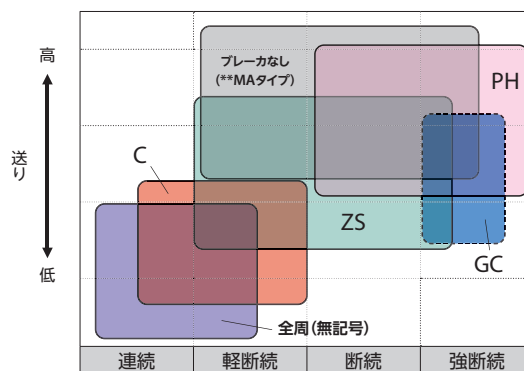 高
送り
低
ブレーカなし
(**MAタイプ)
PH
C
ZS
GC
全周(無記号)
連続
軽断続
断続
強断続